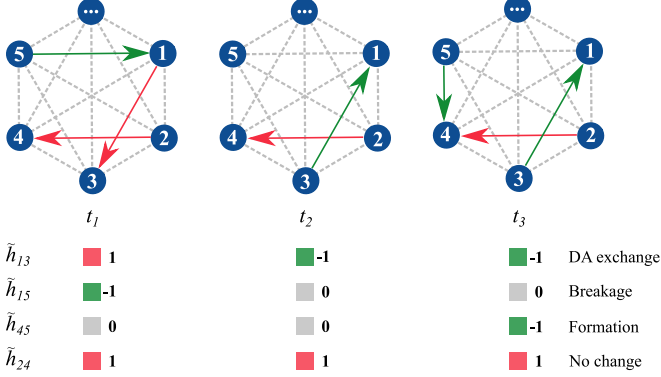 ... ... ...
5 1 5 1 5 1
4 2 4 2 4 2
3 3 3
t₁ t₂ t₃
h̃₁₃ 1 -1 -1 DA exchange
h̃₁₅ -1 0 0 Breakage
h̃₄₅ 0 0 -1 Formation
h̃₂₄ 1 1 1 No change